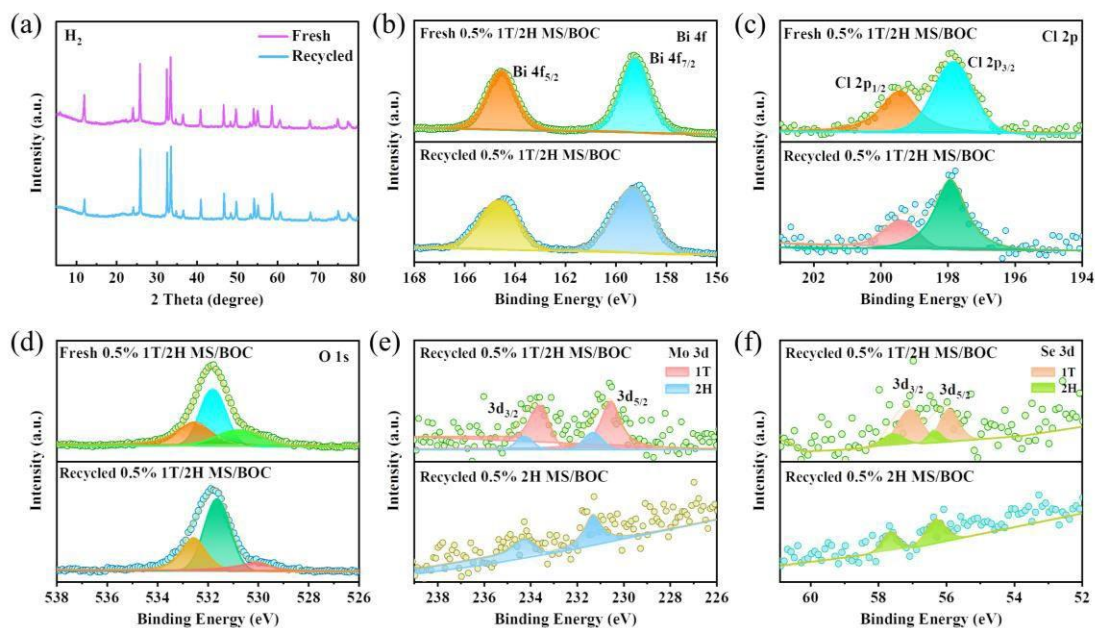 (a)
H2
Fresh
Recycled
Intensity (a.u.)
10 20 30 40 50 60 70 80
2 Theta (degree)
(b)
Fresh 0.5% 1T/2H MS/BOC
Bi 4f
Bi 4f5/2
Bi 4f7/2
Recycled 0.5% 1T/2H MS/BOC
Intensity (a.u.)
168 166 164 162 160 158 156
Binding Energy (eV)
(c)
Fresh 0.5% 1T/2H MS/BOC
Cl 2p
Cl 2p1/2
Cl 2p3/2
Recycled 0.5% 1T/2H MS/BOC
Intensity (a.u.)
202 200 198 196 194
Binding Energy (eV)
(d)
Fresh 0.5% 1T/2H MS/BOC
O 1s
Recycled 0.5% 1T/2H MS/BOC
Intensity (a.u.)
538 536 534 532 530 528 526
Binding Energy (eV)
(e)
Recycled 0.5% 1T/2H MS/BOC
Mo 3d
1T
2H
3d3/2
3d5/2
Recycled 0.5% 2H MS/BOC
Intensity (a.u.)
238 236 234 232 230 228 226
Binding Energy (eV)
(f)
Recycled 0.5% 1T/2H MS/BOC
Se 3d
1T
2H
3d3/2
3d5/2
Recycled 0.5% 2H MS/BOC
Intensity (a.u.)
60 58 56 54 52
Binding Energy (eV)